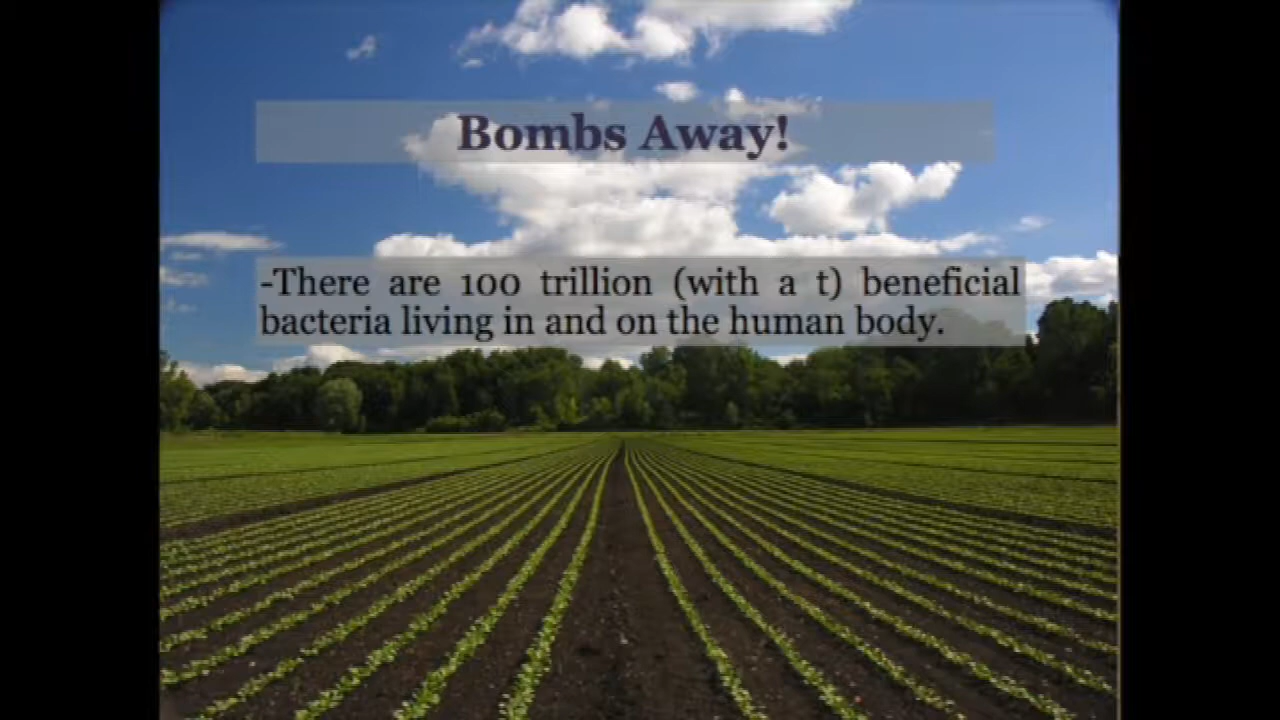 Bombs Away!
-There are 100 trillion (with a t) beneficial
bacteria living in and on the human body.